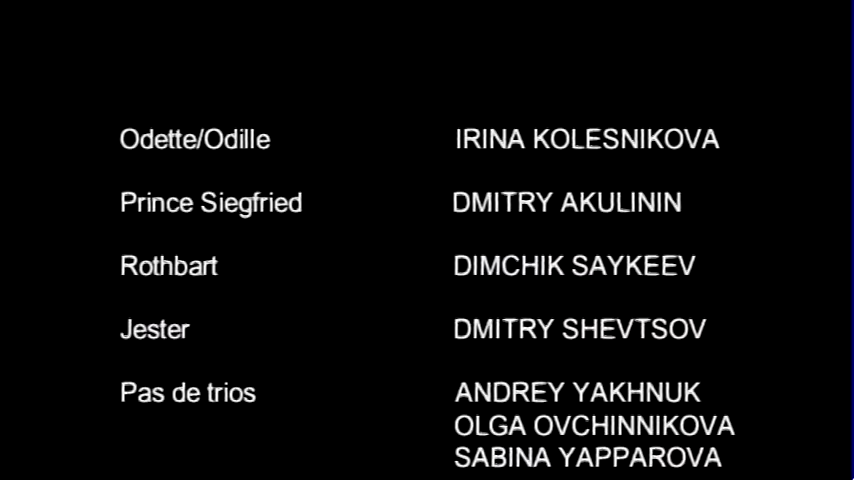 Odette/Odille IRINA KOLESNIKOVA
Prince Siegfried DMITRY AKULININ
Rothbart DIMCHIK SAYKEEV
Jester DMITRY SHEVTSOV
Pas de trios ANDREY YAKHNUK
OLGA OVCHINNIKOVA
SABINA YAPPAROVA